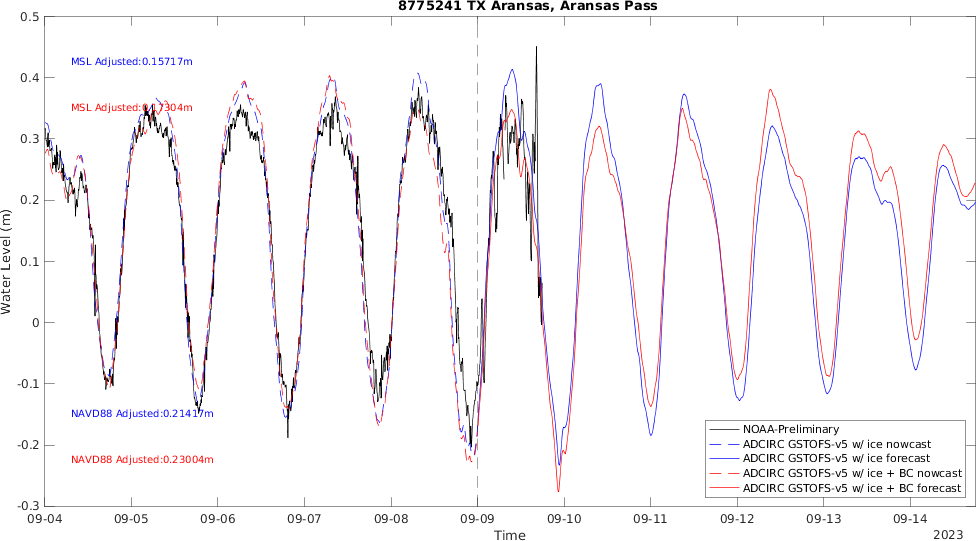 8775241 TX Aransas, Aransas Pass
0.5
0.4
0.3
0.2
0.1
0
-0.1
-0.2
-0.3
Water Level (m)
MSL Adjusted:0.15717m
MSL Adjusted:0.17304m
NAVD88 Adjusted:0.21417m
NAVD88 Adjusted:0.23004m
NOAA-Preliminary
ADCIRC GSTOFS-v5 w/ ice nowcast
ADCIRC GSTOFS-v5 w/ ice forecast
ADCIRC GSTOFS-v5 w/ ice + BC nowcast
ADCIRC GSTOFS-v5 w/ ice + BC forecast
09-04 09-05 09-06 09-07 09-08 09-09 09-10 09-11 09-12 09-13 09-14
Time
2023